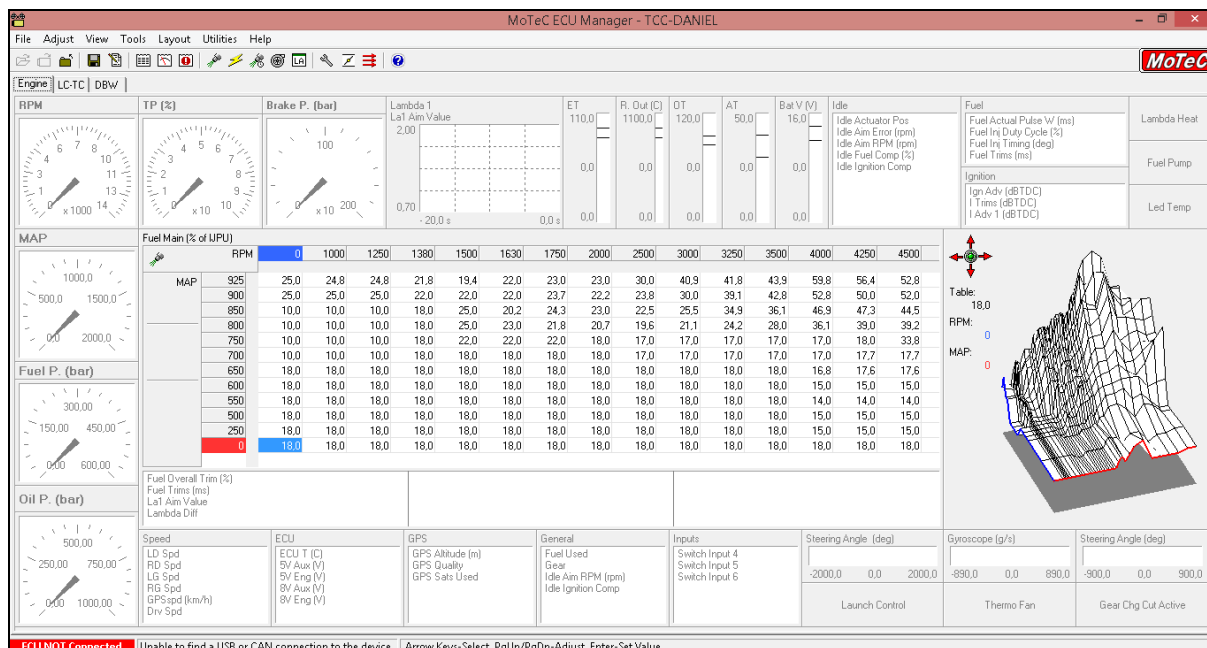 MoTeC ECU Manager - TCC-DANIEL
File Adjust View Tools Layout Utilities Help
MoTeC
Engine LC-TC DBW
RPM
4 6 7 8 10
3 11
1 13
0 x 1000 14
TP (%)
3 4 5 6 7
1 9
0 x 10 10
Brake P. (bar)
100
0 x 10 200
Lambda 1
La1 Aim Value
2,00
0,70
- 20,0 s 0,0 s
ET
110,0
0,0
0,0
R. Out (C)
1100,0
0,0
0,0
OT
120,0
0,0
0,0
AT
50,0
0,0
0,0
Bat V (V)
16,0
0,0
0,0
Idle
Idle Actuator Pos
Idle Aim Error (rpm)
Idle Aim RPM (rpm)
Idle Fuel Comp (%)
Idle Ignition Comp
Fuel
Fuel Actual Pulse W (ms)
Fuel Inj Duty Cycle (%)
Fuel Inj Timing (deg)
Fuel Trims (ms)
Ignition
Ign Adv (dBTDC)
I Trims (dBTDC)
I Adv 1 (dBTDC)
Lambda Heat
Fuel Pump
Led Temp
MAP
1000,0
500,0 1500,0
0,0 2000,0
Fuel P. (bar)
300,00
150,00 450,00
0,00 600,00
Oil P. (bar)
500,00
250,00 750,00
0,00 1000,00
Fuel Main (% of IJPU)
RPM 0 1000 1250 1380 1500 1630 1750 2000 2500 3000 3250 3500 4000 4250 4500
MAP 925 25,0 24,8 24,8 21,8 19,4 22,0 23,0 23,0 30,0 40,9 41,8 43,9 59,8 56,4 52,8
900 25,0 25,0 25,0 22,0 22,0 22,0 23,7 22,2 23,8 30,0 39,1 42,8 52,8 50,0 52,0
850 10,0 10,0 10,0 18,0 25,0 20,2 24,3 23,0 22,5 25,5 34,9 36,1 46,9 47,3 44,5
800 10,0 10,0 10,0 18,0 25,0 23,0 21,8 20,7 19,6 21,1 24,2 28,0 36,1 39,0 39,2
750 10,0 10,0 10,0 18,0 22,0 22,0 22,0 18,0 17,0 17,0 17,0 17,0 17,0 18,0 33,8
700 10,0 10,0 10,0 18,0 18,0 18,0 18,0 18,0 17,0 17,0 17,0 17,0 17,0 17,7 17,7
650 18,0 18,0 18,0 18,0 18,0 18,0 18,0 18,0 18,0 18,0 18,0 18,0 16,8 17,6 17,6
600 18,0 18,0 18,0 18,0 18,0 18,0 18,0 18,0 18,0 18,0 18,0 18,0 15,0 15,0 15,0
550 18,0 18,0 18,0 18,0 18,0 18,0 18,0 18,0 18,0 18,0 18,0 18,0 14,0 14,0 14,0
500 18,0 18,0 18,0 18,0 18,0 18,0 18,0 18,0 18,0 18,0 18,0 18,0 15,0 15,0 15,0
250 18,0 18,0 18,0 18,0 18,0 18,0 18,0 18,0 18,0 18,0 18,0 18,0 15,0 15,0 15,0
0 18,0 18,0 18,0 18,0 18,0 18,0 18,0 18,0 18,0 18,0 18,0 18,0 18,0 18,0 18,0
Table:
18,0
RPM:
0
MAP:
0
Fuel Overall Trim (%)
Fuel Trims (ms)
La1 Aim Value
Lambda Diff
Speed
LD Spd
RD Spd
LG Spd
RG Spd
GPSspd (km/h)
Drv Spd
ECU
ECU T (C)
5V Aux (V)
5V Eng (V)
8V Aux (V)
8V Eng (V)
GPS
GPS Altitude (m)
GPS Quality
GPS Sats Used
General
Fuel Used
Gear
Idle Aim RPM (rpm)
Idle Ignition Comp
Inputs
Switch Input 4
Switch Input 5
Switch Input 6
Steering Angle (deg)
-2000,0 0,0 2000,0
Gyroscope (g/s)
-890,0 0,0 890,0
Steering Angle (deg)
-900,0 0,0 900,0
Launch Control
Thermo Fan
Gear Chg Cut Active
ECU NOT Connected Unable to find a USB or CAN connection to the device Arrow Keys-Select, PgUp/PgDn-Adjust, Enter-Set Value